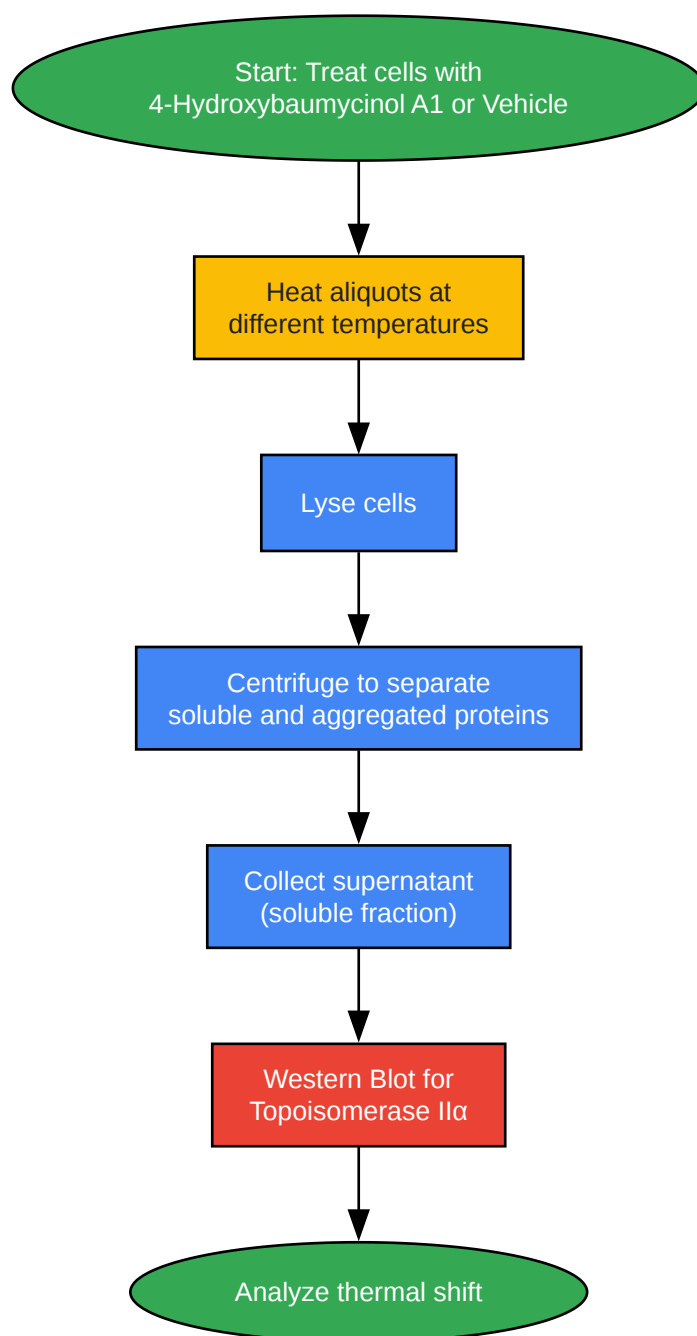 Start: Treat cells with
4-Hydroxybaumycinol A1 or Vehicle
Heat aliquots at
different temperatures
Lyse cells
Centrifuge to separate
soluble and aggregated proteins
Collect supernatant
(soluble fraction)
Western Blot for
Topoisomerase IIα
Analyze thermal shift